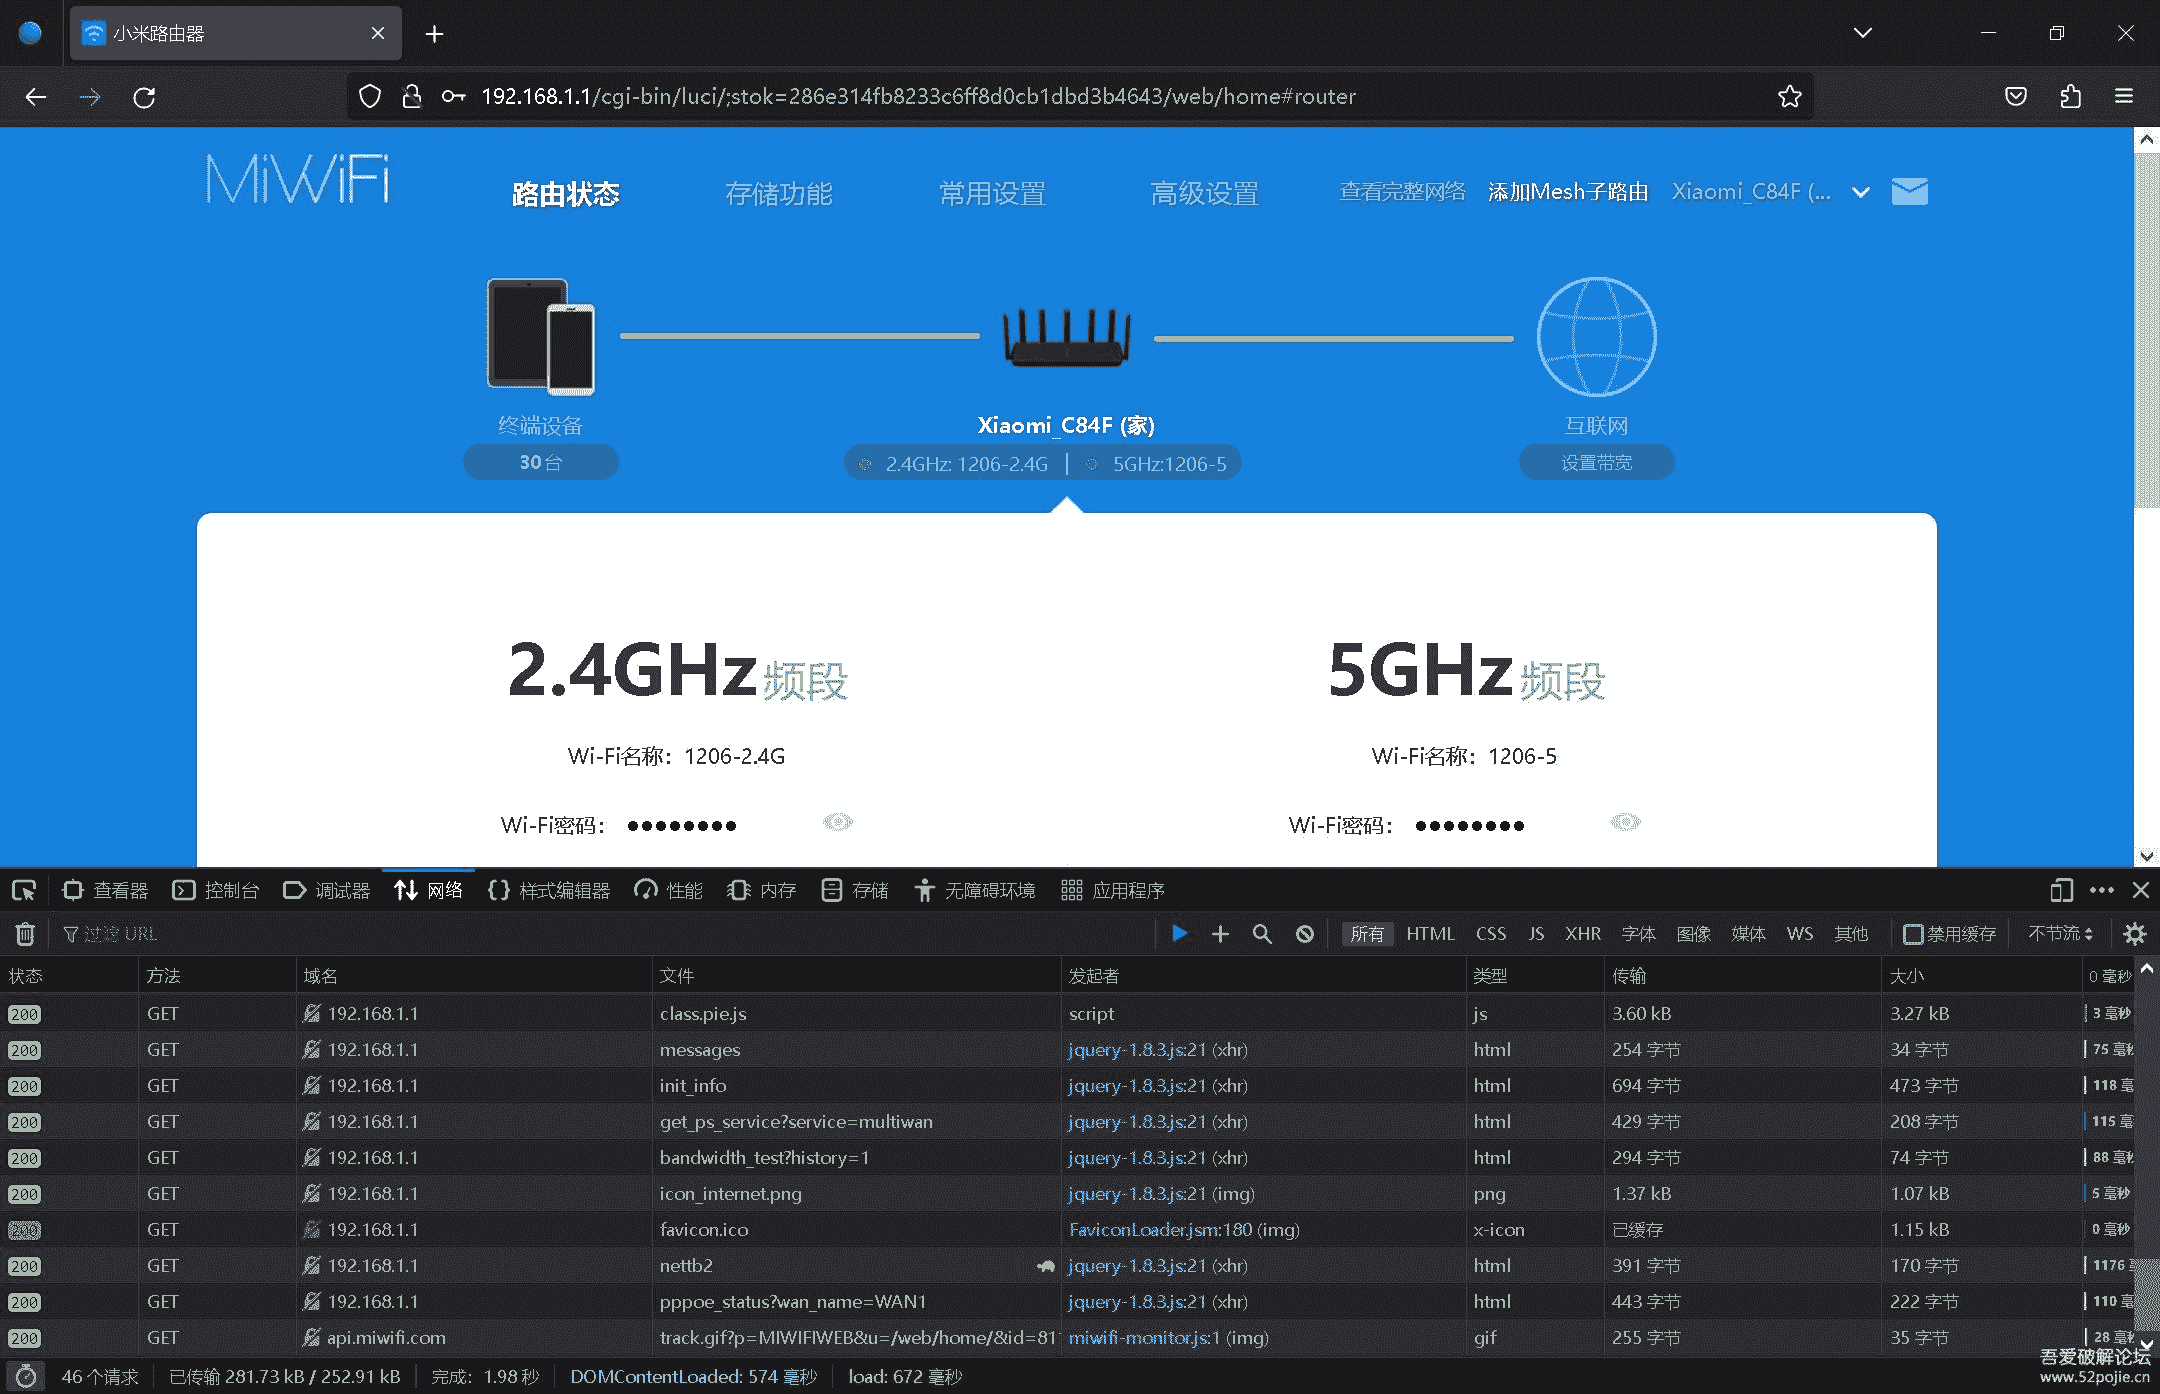 小米路由器
192.168.1.1/cgi-bin/luci/;stok=286e314fb8233c6ff8d0cb1dbd3b4643/web/home#router
MiWiFi
路由状态 存储功能 常用设置 高级设置 查看完整网络 添加Mesh子路由 Xiaomi_C84F (...
终端设备 Xiaomi_C84F (家) 互联网
30台 2.4GHz: 1206-2.4G | 5GHz:1206-5 设置带宽
2.4GHz频段 5GHz频段
Wi-Fi名称：1206-2.4G Wi-Fi名称：1206-5
Wi-Fi密码： •••••••• Wi-Fi密码： ••••••••
查看器 控制台 调试器 网络 样式编辑器 性能 内存 存储 无障碍环境 应用程序
过滤 URL 所有 HTML CSS JS XHR 字体 图像 媒体 WS 其他 禁用缓存 不节流
状态 方法 域名 文件 发起者 类型 传输 大小 0 毫秒
200 GET 192.168.1.1 class.pie.js script js 3.60 kB 3.27 kB 3 毫秒
200 GET 192.168.1.1 messages jquery-1.8.3.js:21 (xhr) html 254 字节 34 字节 75 毫
200 GET 192.168.1.1 init_info jquery-1.8.3.js:21 (xhr) html 694 字节 473 字节 118 毫
200 GET 192.168.1.1 get_ps_service?service=multiwan jquery-1.8.3.js:21 (xhr) html 429 字节 208 字节 115 毫
200 GET 192.168.1.1 bandwidth_test?history=1 jquery-1.8.3.js:21 (xhr) html 294 字节 74 字节 88 毫
200 GET 192.168.1.1 icon_internet.png jquery-1.8.3.js:21 (img) png 1.37 kB 1.07 kB 5 毫秒
200 GET 192.168.1.1 favicon.ico FaviconLoader.jsm:180 (img) x-icon 已缓存 1.15 kB 0 毫秒
200 GET 192.168.1.1 nettb2 jquery-1.8.3.js:21 (xhr) html 391 字节 170 字节 1176
200 GET 192.168.1.1 pppoe_status?wan_name=WAN1 jquery-1.8.3.js:21 (xhr) html 443 字节 222 字节 110 毫
200 GET api.miwifi.com track.gif?p=MIWIFIWEB&u=/web/home/&id=81 miwifi-monitor.js:1 (img) gif 255 字节 35 字节 28 毫
46 个请求 已传输 281.73 kB / 252.91 kB 完成：1.98 秒 DOMContentLoaded: 574 毫秒 load: 672 毫秒
吾爱破解论坛
www.52pojie.cn